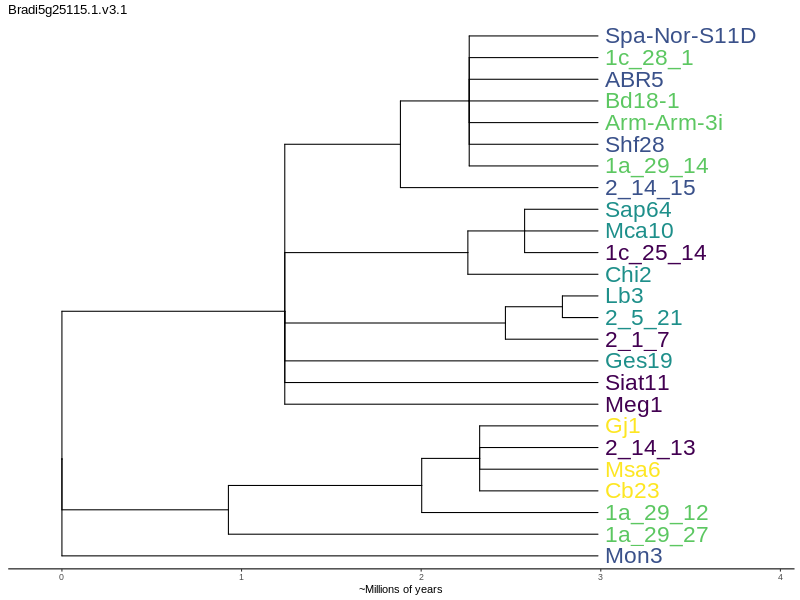 Bradi5g25115.1.v3.1
Spa-Nor-S11D
1c_28_1
ABR5
Bd18-1
Arm-Arm-3i
Shf28
1a_29_14
2_14_15
Sap64
Mca10
1c_25_14
Chi2
Lb3
2_5_21
2_1_7
Ges19
Siat11
Meg1
Gj1
2_14_13
Msa6
Cb23
1a_29_12
1a_29_27
Mon3
0 1 2 3 4
~Millions of years